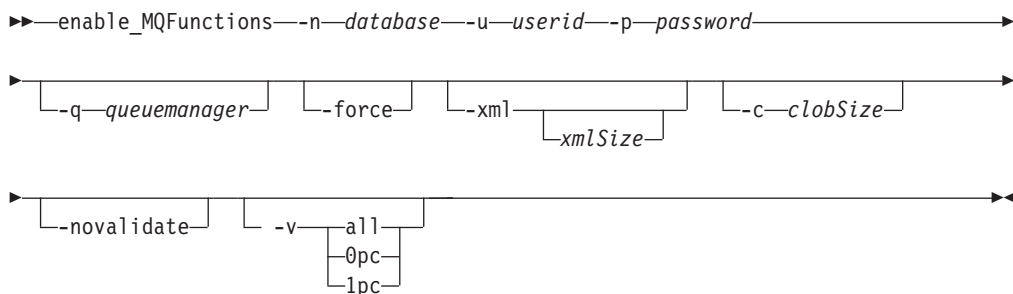 enable_MQFunctions -n database -u userid -p password
-q queuemanager -force -xml xmlSize -c clobSize
-novalidate -v all
0pc
1pc